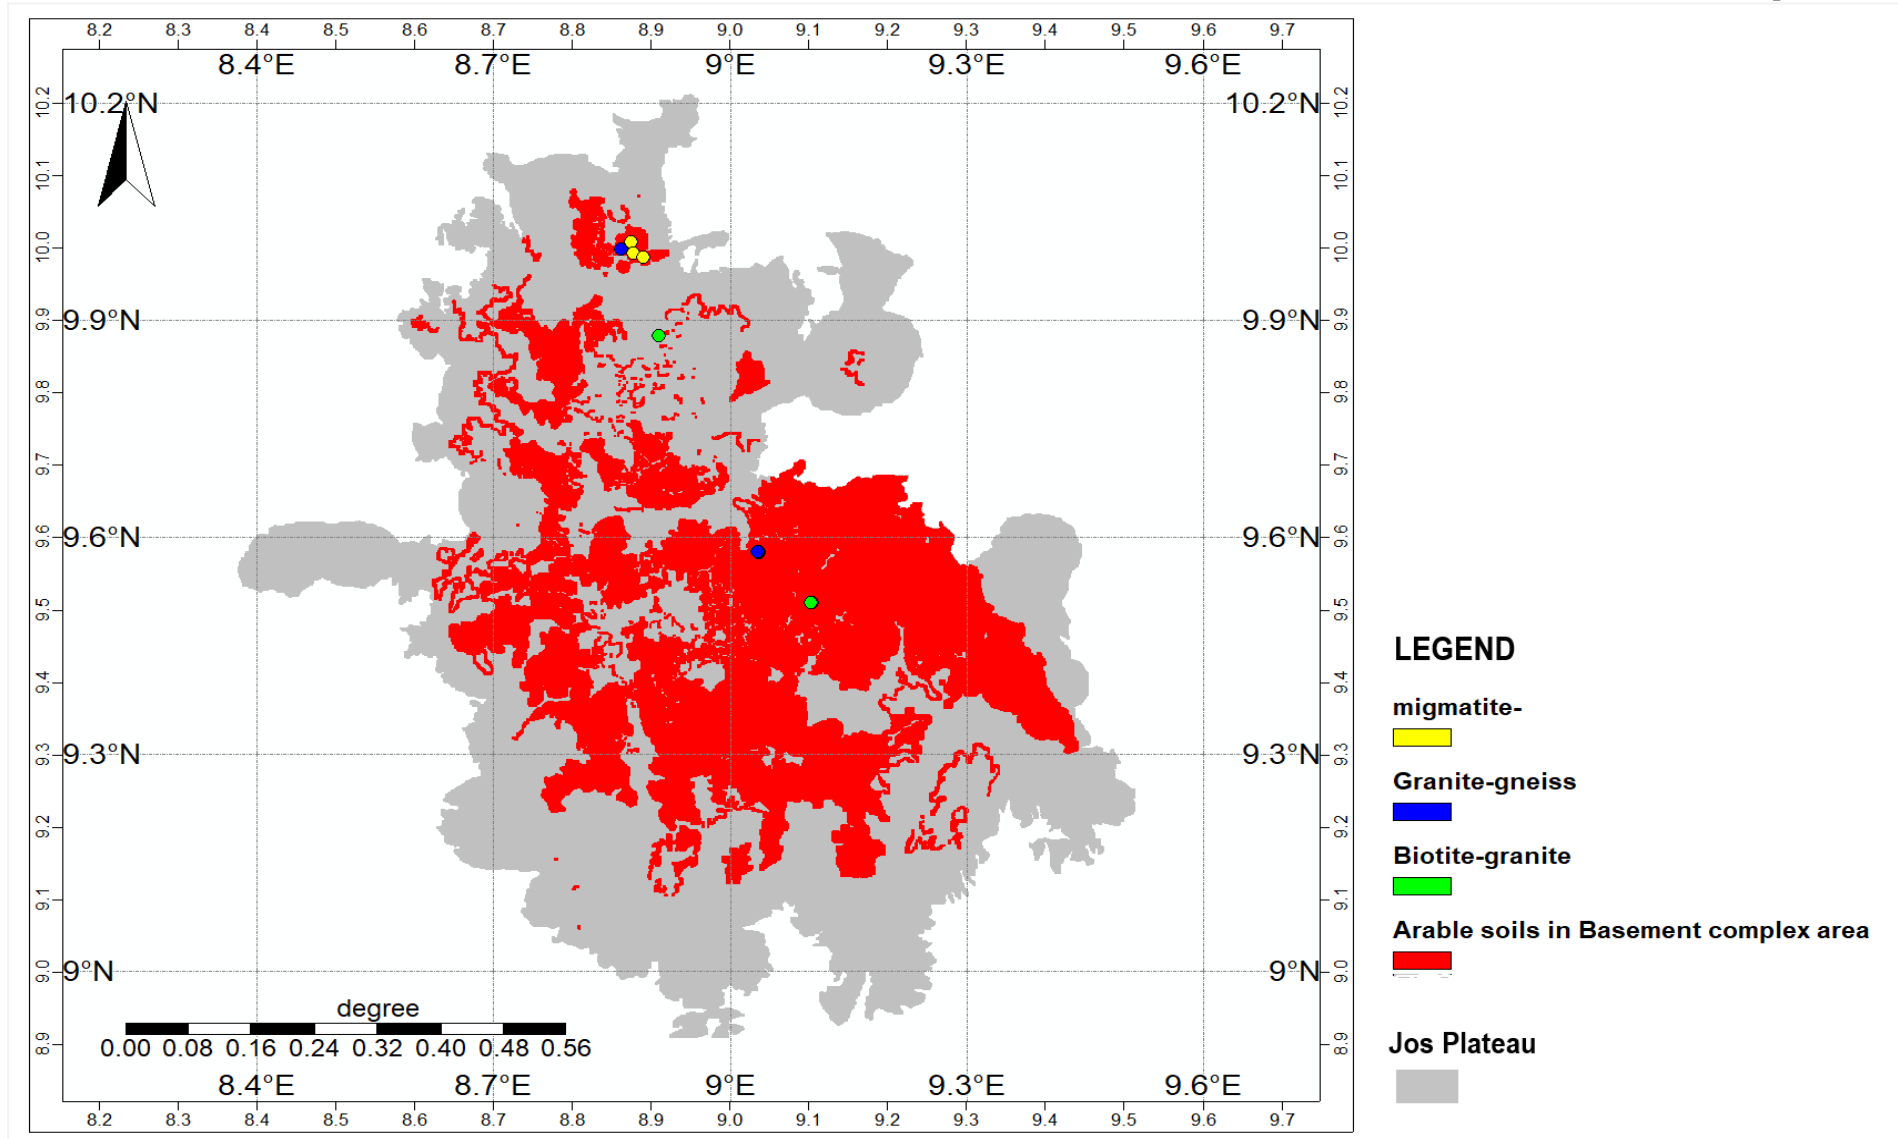 8.2 8.3 8.4 8.5 8.6 8.7 8.8 8.9 9.0 9.1 9.2 9.3 9.4 9.5 9.6 9.7
8.4°E 8.7°E 9°E 9.3°E 9.6°E
10.2 10.2°N 10.2°N 10.2
10.1 10.1
10.0 10.0
9.9 9.9°N 9.9°N 9.9
9.8 9.8
9.7 9.7
9.6 9.6°N 9.6°N 9.6
9.5 9.5
9.4 9.4
9.3 9.3°N 9.3°N 9.3
9.2 9.2
9.1 9.1
9.0 9°N 9°N 9.0
8.9 8.9
degree
0.00 0.08 0.16 0.24 0.32 0.40 0.48 0.56
8.4°E 8.7°E 9°E 9.3°E 9.6°E
8.2 8.3 8.4 8.5 8.6 8.7 8.8 8.9 9.0 9.1 9.2 9.3 9.4 9.5 9.6 9.7
LEGEND
migmatite-
Granite-gneiss
Biotite-granite
Arable soils in Basement complex area
Jos Plateau